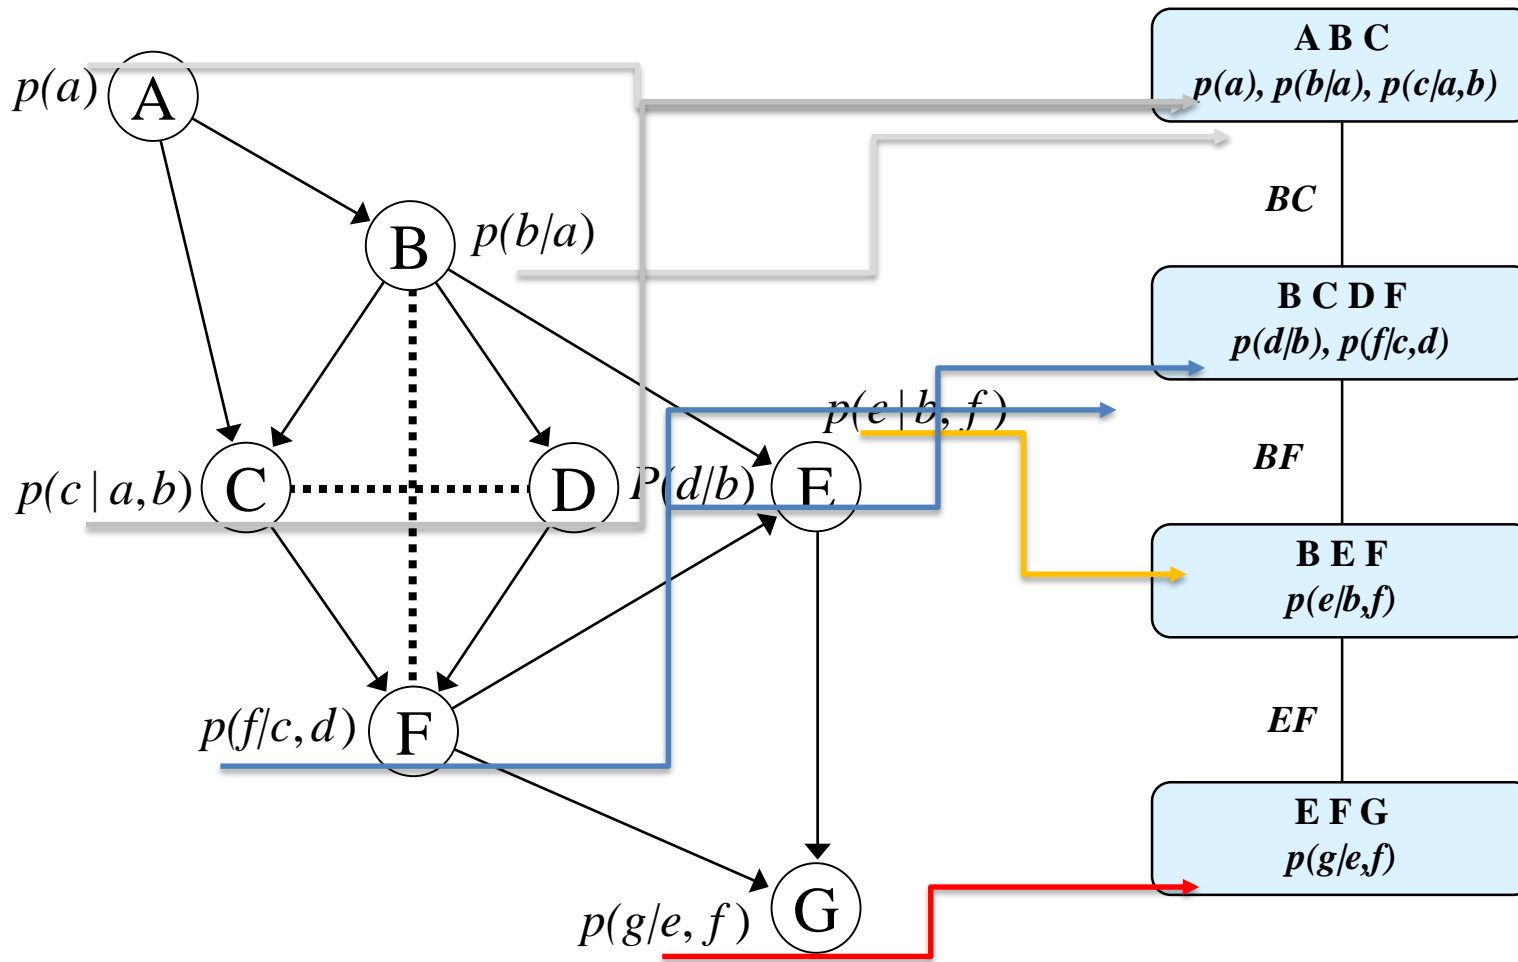 p(a)
A
B
p(b/a)
p(e | b, f )
p(c | a,b)
C
D
P(d/b)
E
p(f/c,d)
F
p(g/e, f )
G
A B C
p(a), p(b/a), p(c/a,b)
BC
B C D F
p(d/b), p(f/c,d)
BF
B E F
p(e/b,f)
EF
E F G
p(g/e,f)